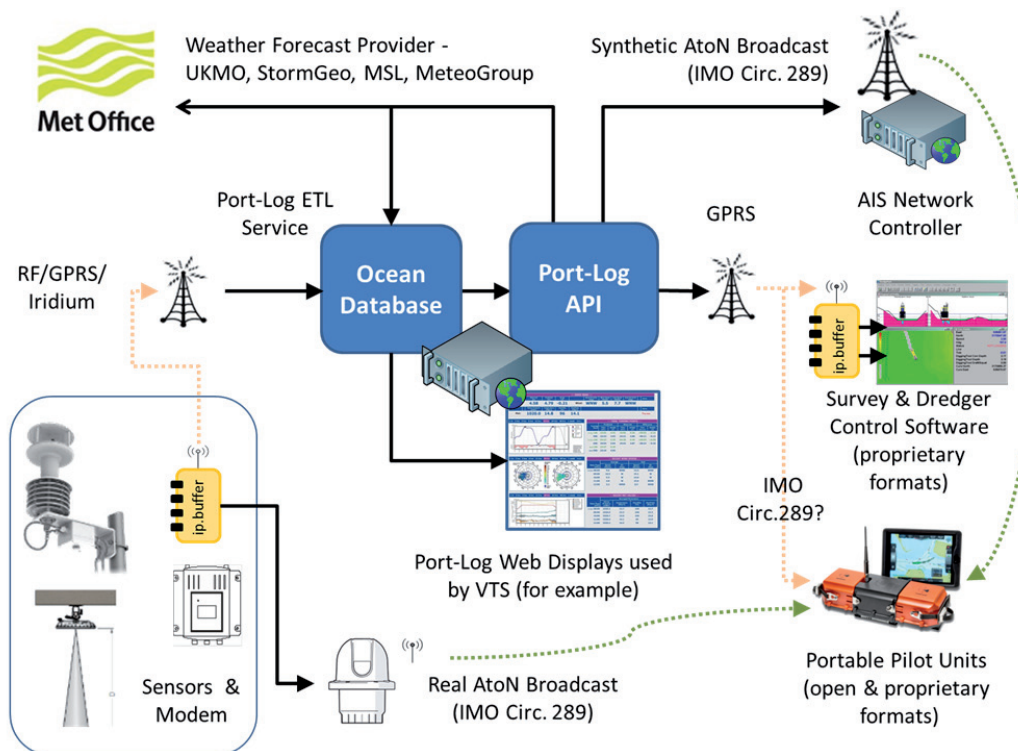 Weather Forecast Provider -
UKMO, StormGeo, MSL, MeteoGroup
Met Office
Synthetic AtoN Broadcast
(IMO Circ. 289)
AIS Network
Controller
Port-Log ETL
Service
GPRS
RF/GPRS/
Iridium
Ocean
Database
Port-Log
API
ip.buffer
Survey & Dredger
Control Software
(proprietary
formats)
IMO
Circ.289?
ip.buffer
Port-Log Web Displays used
by VTS (for example)
Sensors &
Modem
Real AtoN Broadcast
(IMO Circ. 289)
Portable Pilot Units
(open & proprietary
formats)